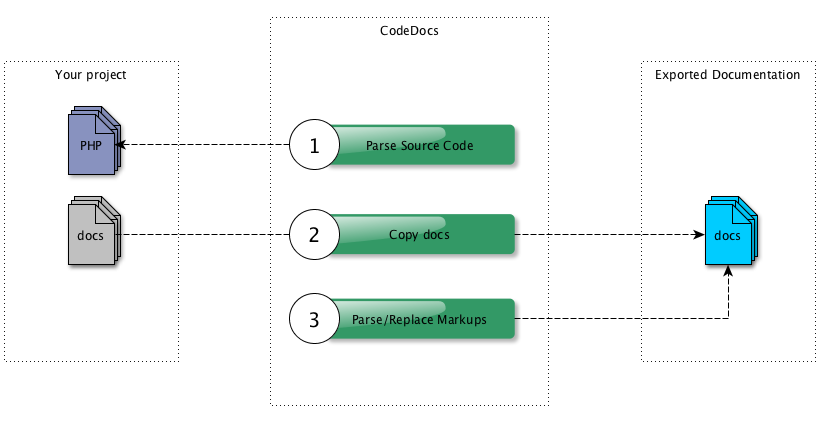 CodeDocs
Your project
Exported Documentation
PHP
1
Parse Source Code
docs
2
Copy docs
docs
3
Parse/Replace Markups